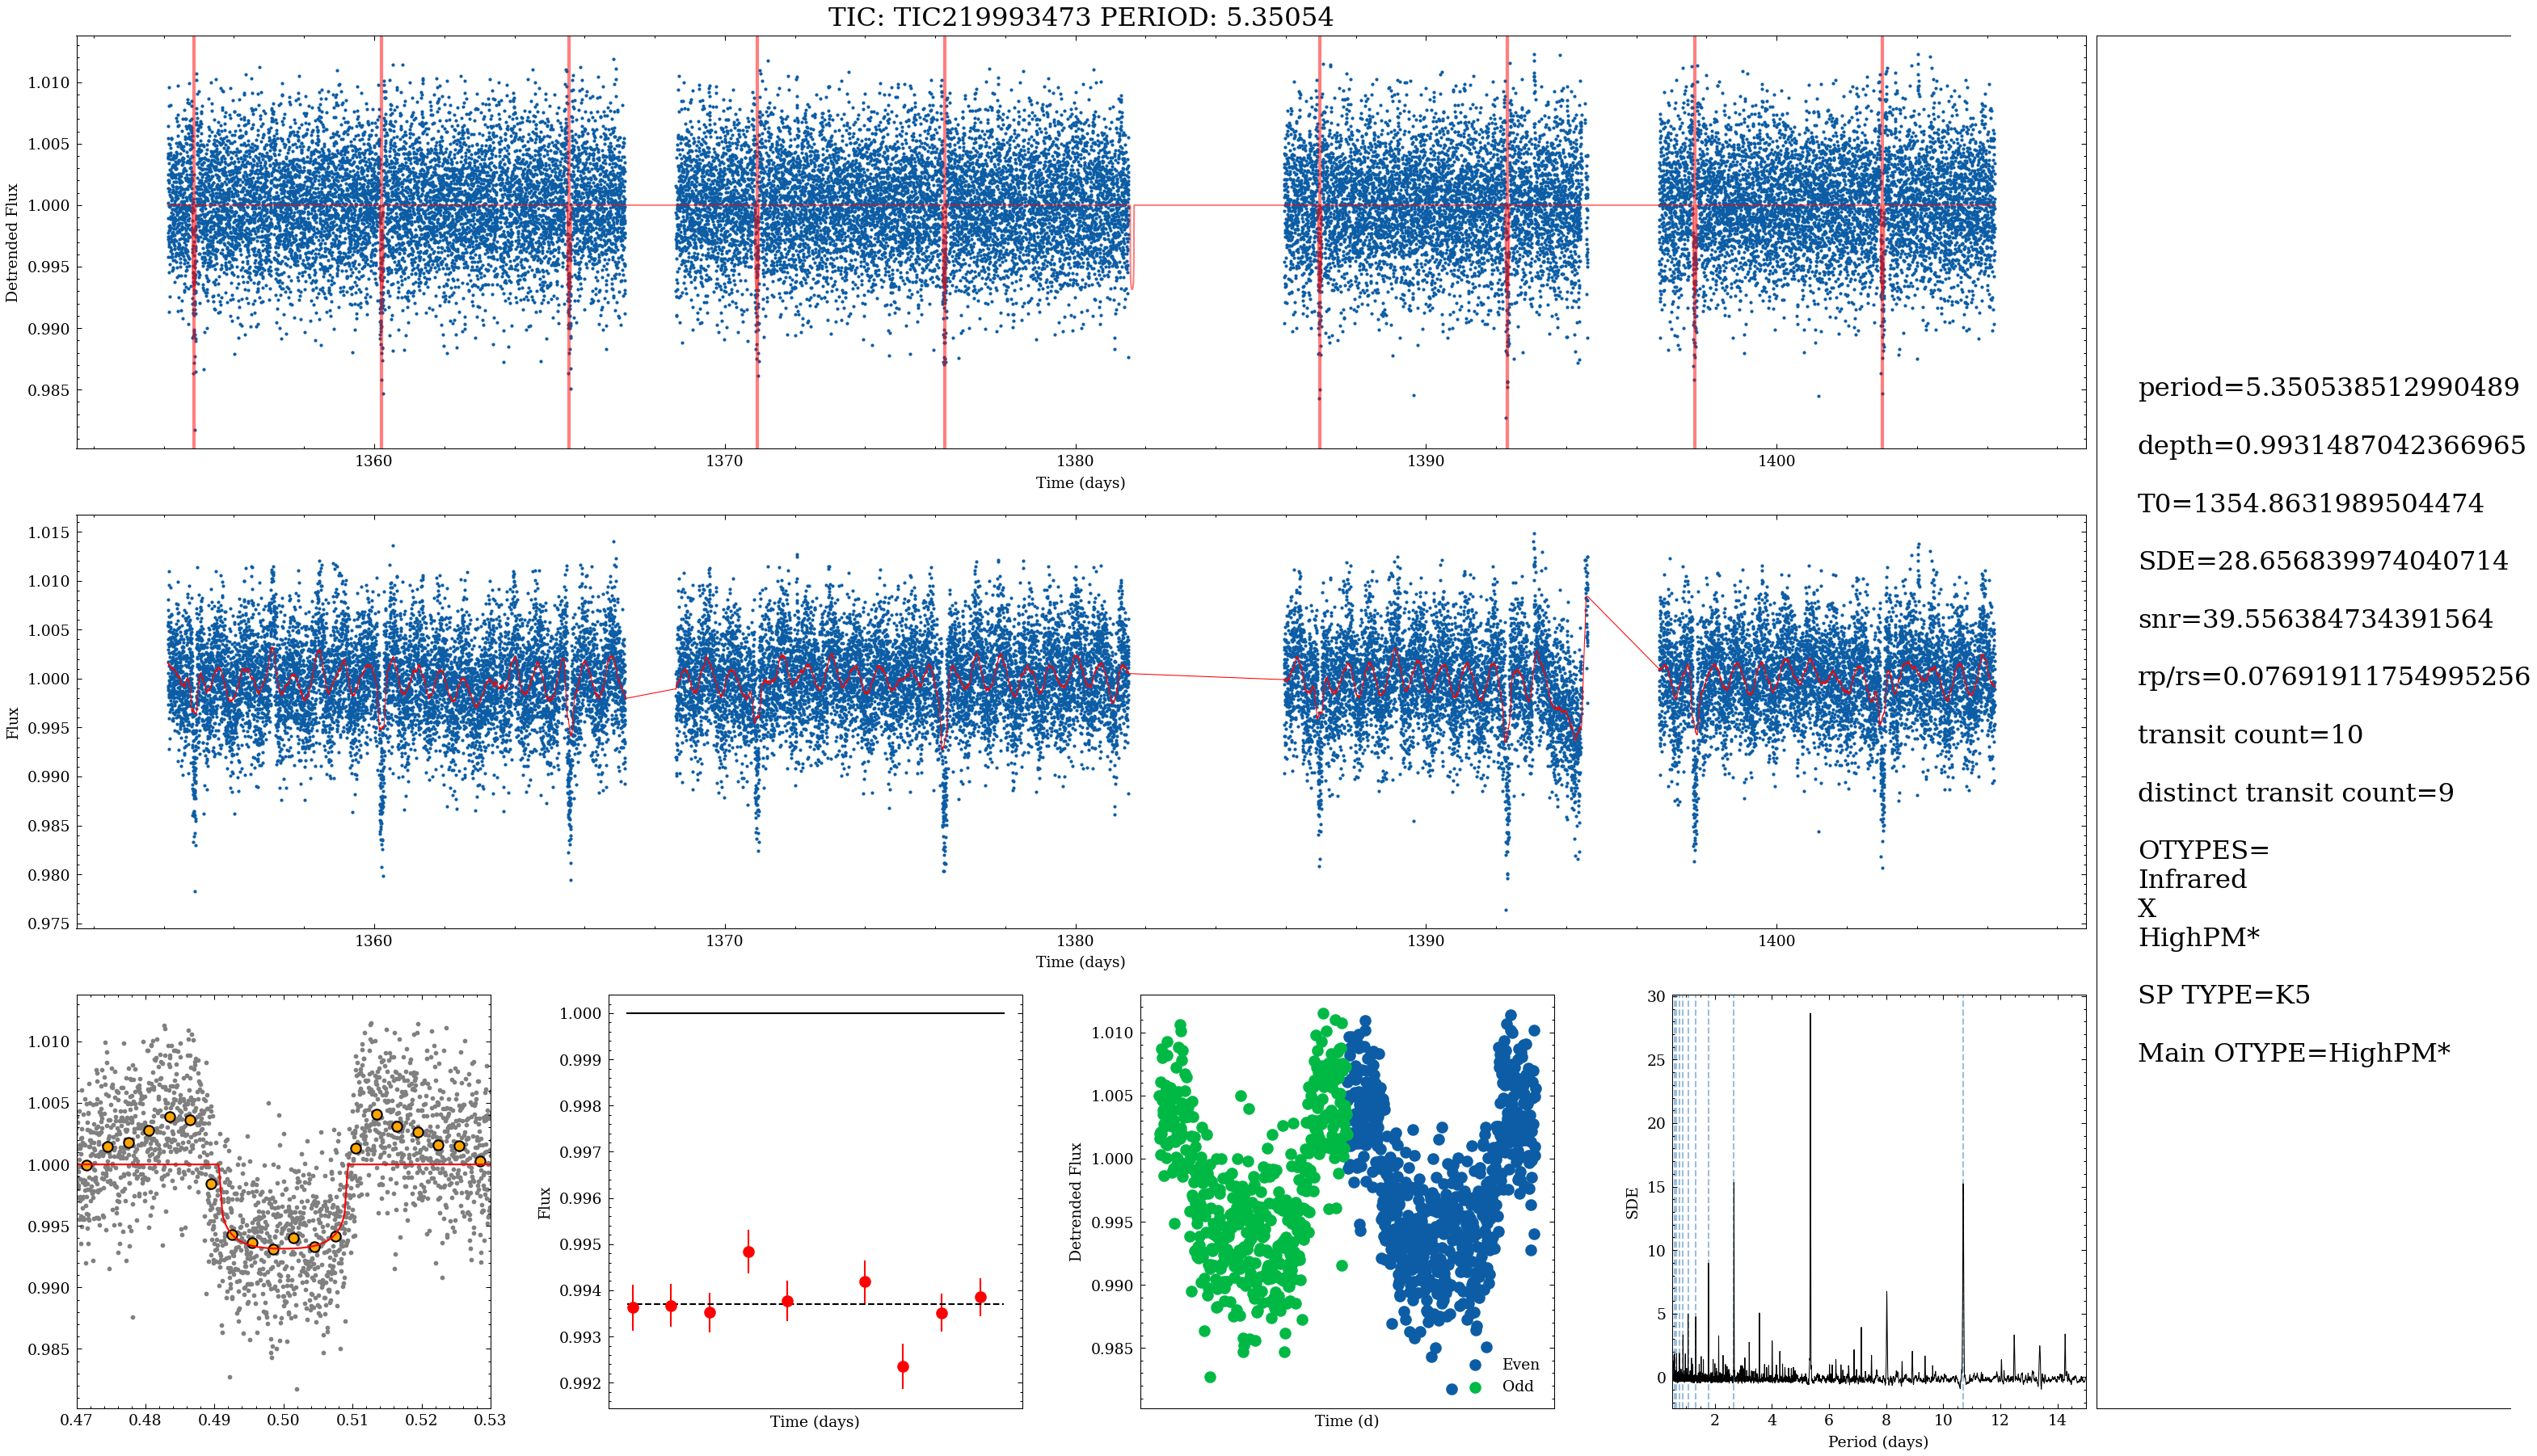 TIC: TIC219993473 PERIOD: 5.35054
1.010
1.005
1.000
0.995
0.990
0.985
Detrended Flux
1360
1370
1380
1390
1400
Time (days)
1.015
1.010
1.005
1.000
0.995
0.990
0.985
0.980
0.975
Flux
1360
1370
1380
1390
1400
Time (days)
1.010
1.005
1.000
0.995
0.990
0.985
0.47
0.48
0.49
0.50
0.51
0.52
0.53
1.000
0.999
0.998
0.997
0.996
0.995
0.994
0.993
0.992
Flux
Time (days)
1.010
1.005
1.000
0.995
0.990
0.985
Detrended Flux
Even
Odd
Time (d)
30
25
20
15
10
5
0
SDE
2
4
6
8
10
12
14
Period (days)
period=5.350538512990489
depth=0.9931487042366965
T0=1354.8631989504474
SDE=28.656839974040714
snr=39.556384734391564
rp/rs=0.07691911754995256
transit count=10
distinct transit count=9
OTYPES=
Infrared
X
HighPM*
SP TYPE=K5
Main OTYPE=HighPM*